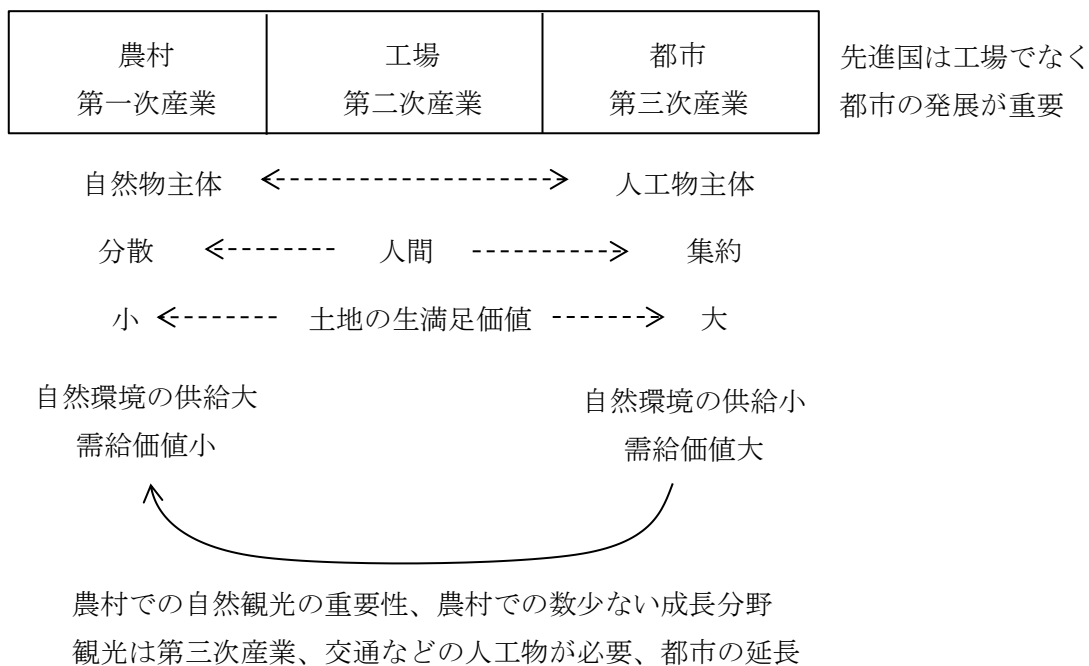 農村
第一次産業
工場
第二次産業
都市
第三次産業
先進国は工場でなく
都市の発展が重要
自然物主体
人工物主体
分散
人間
集約
小
土地の生満足価値
大
自然環境の供給大
需給価値小
自然環境の供給小
需給価値大
農村での自然観光の重要性、農村での数少ない成長分野
観光は第三次産業、交通などの人工物が必要、都市の延長